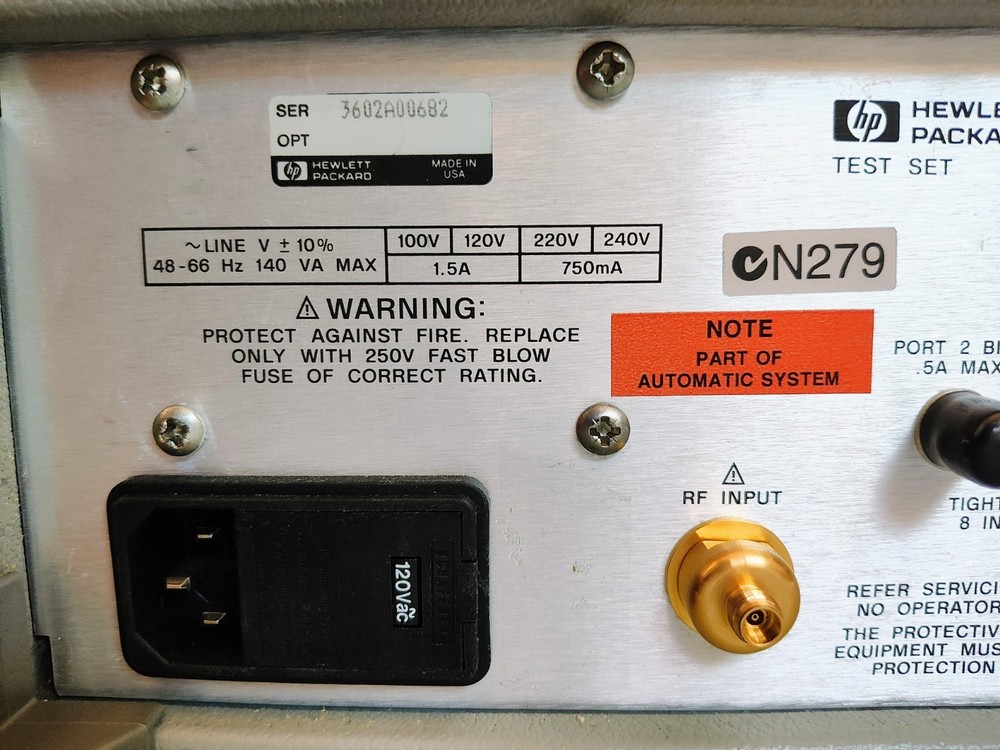 SER 3602A00682
OPT
hp HEWLETT
PACKARD
MADE IN
USA
hp HEWLE
PACKA
TEST SET
~LINE V ± 10%
48-66 Hz 140 VA MAX
100V 120V 220V 240V
1.5A 750mA
N279
⚠ WARNING:
PROTECT AGAINST FIRE. REPLACE
ONLY WITH 250V FAST BLOW
FUSE OF CORRECT RATING.
NOTE
PART OF
AUTOMATIC SYSTEM
PORT 2 BI
.5A MAX
RF INPUT
TIGHT
8 IN
120Vac
REFER SERVICI
NO OPERATOR
THE PROTECTIV
EQUIPMENT MUS
PROTECTION